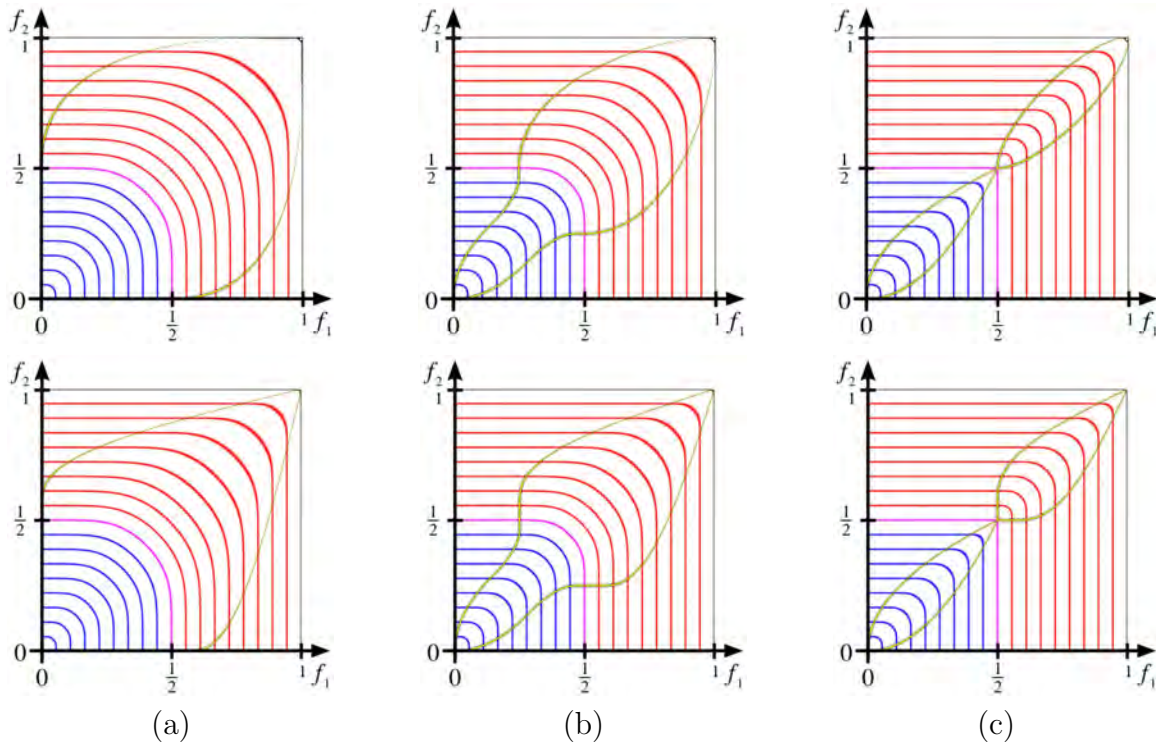 f₂ f₂ f₂
1 1 1
½ ½ ½
0 0 0
0 ½ 1 f₁ 0 ½ 1 f₁ 0 ½ 1 f₁
f₂ f₂ f₂
1 1 1
½ ½ ½
0 0 0
0 ½ 1 f₁ 0 ½ 1 f₁ 0 ½ 1 f₁
(a) (b) (c)